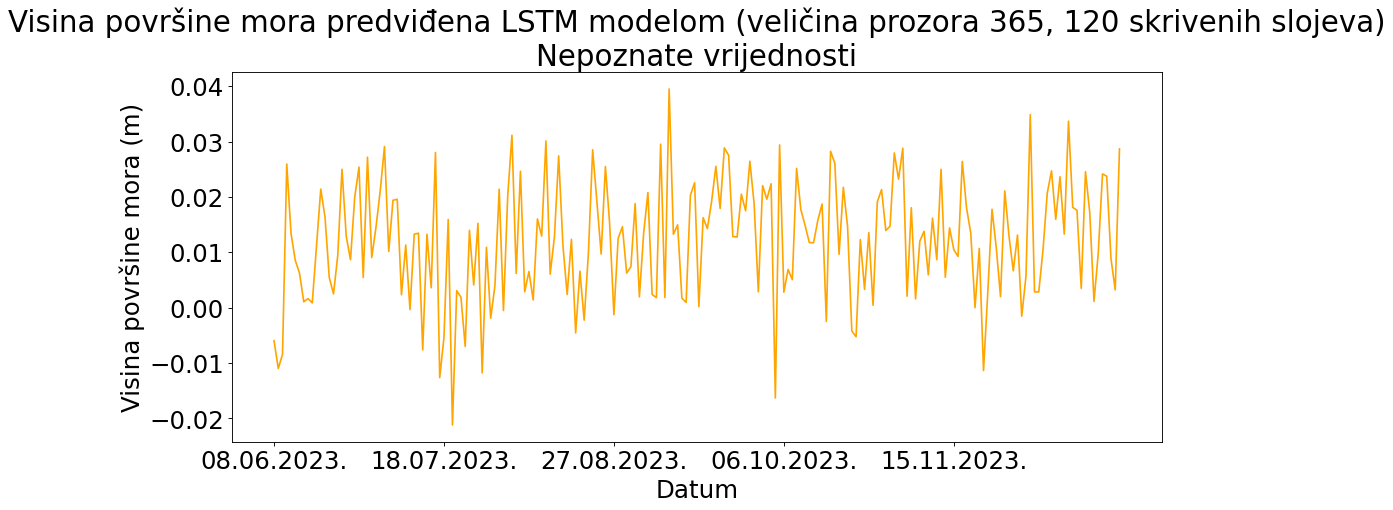 Visina površine mora predviđena LSTM modelom (veličina prozora 365, 120 skrivenih slojeva)
Nepoznate vrijednosti
Visina površine mora (m)
0.04
0.03
0.02
0.01
0.00
−0.01
−0.02
08.06.2023. 18.07.2023. 27.08.2023. 06.10.2023. 15.11.2023.
Datum